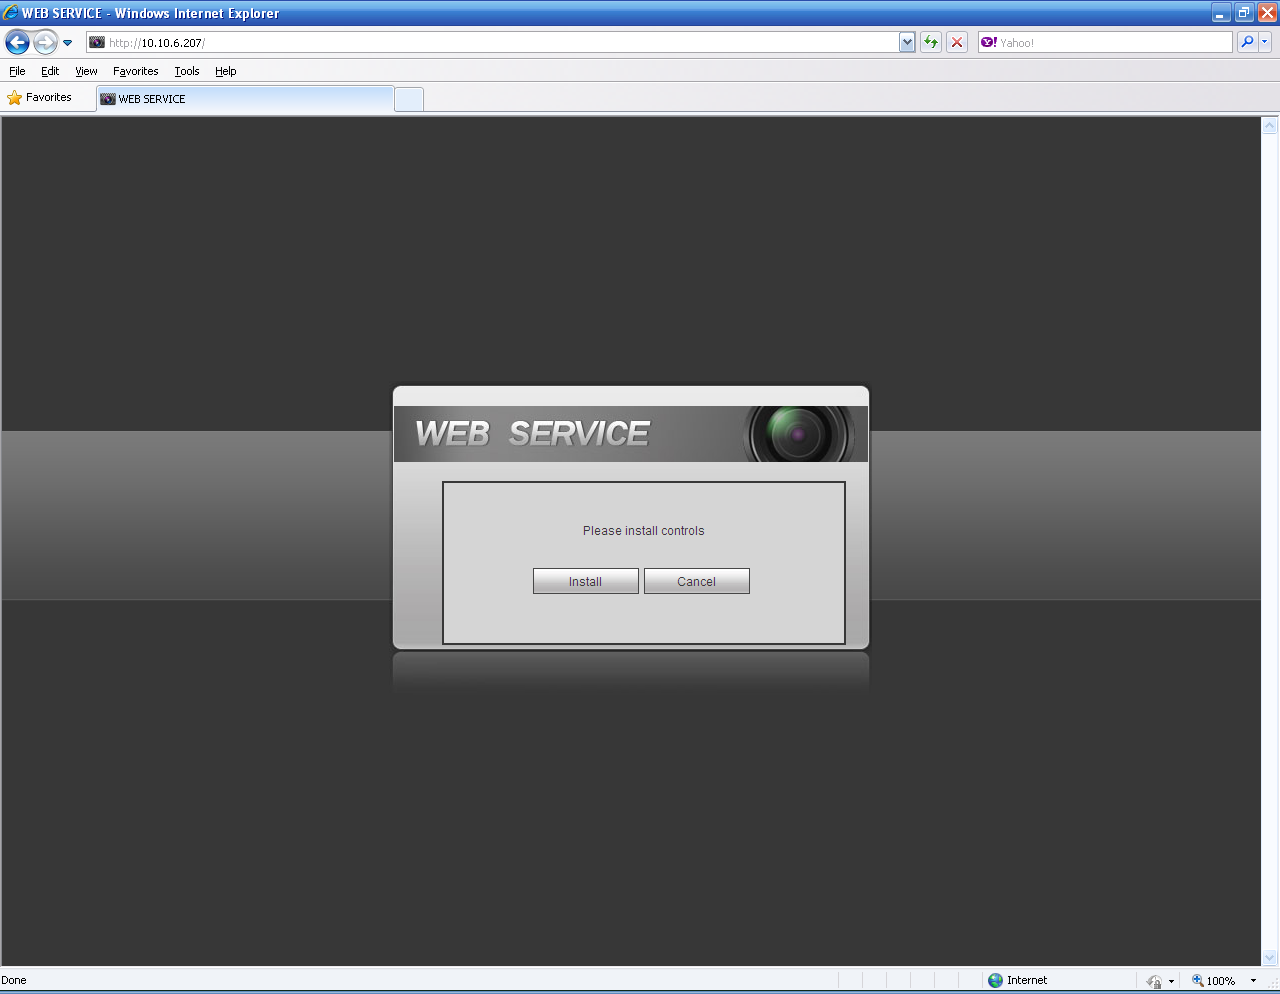 WEB SERVICE - Windows Internet Explorer
http://10.10.6.207/
Yahoo!
File Edit View Favorites Tools Help
Favorites
WEB SERVICE
WEB SERVICE
Please install controls
Install Cancel
Done
Internet
100%